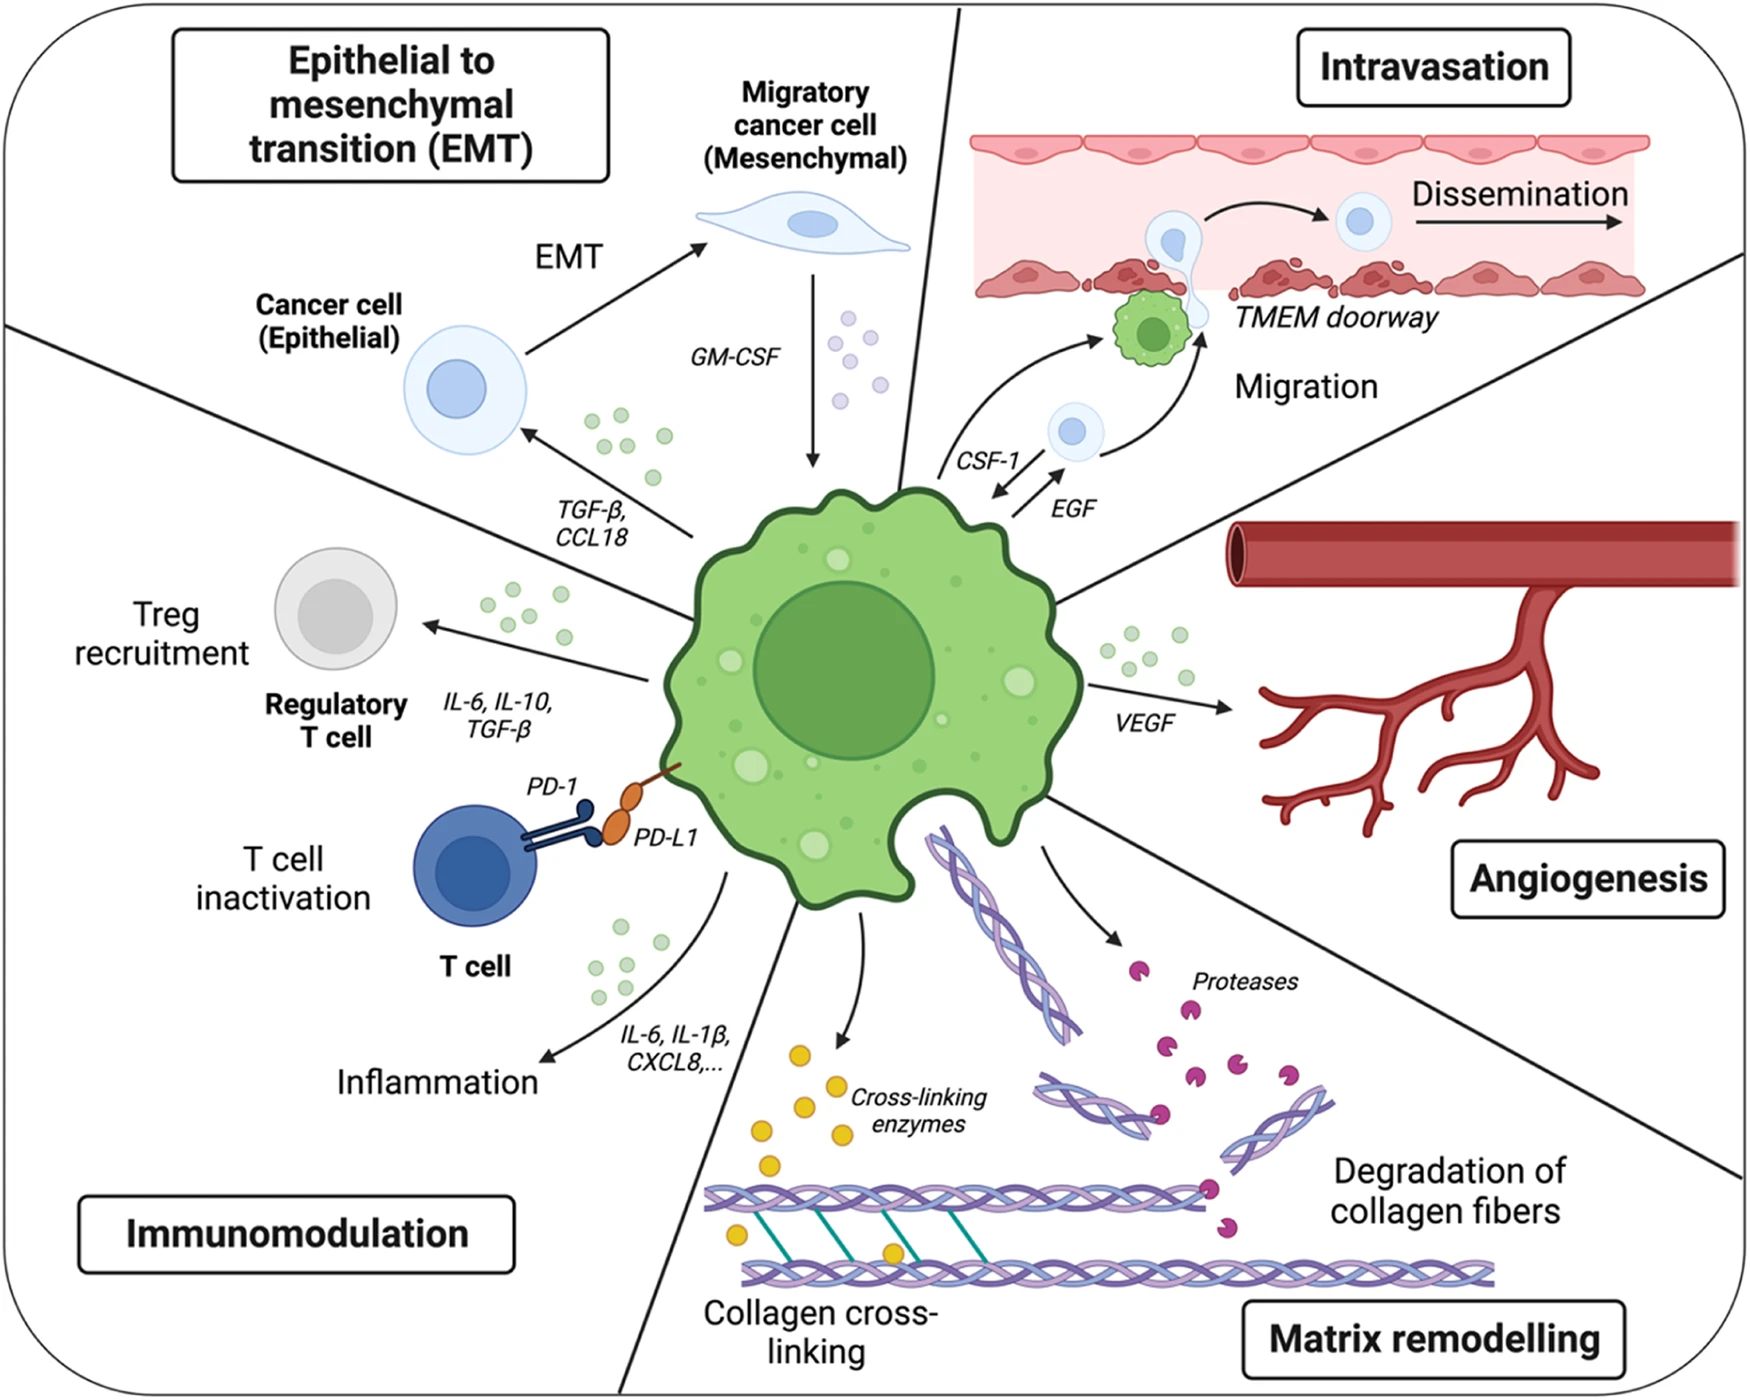 Epithelial to
mesenchymal
transition (EMT)
Migratory
cancer cell
(Mesenchymal)
EMT
Cancer cell
(Epithelial)
GM-CSF
TGF-β,
CCL18
Intravasation
Dissemination
TMEM doorway
Migration
CSF-1
EGF
Treg
recruitment
Regulatory
T cell
IL-6, IL-10,
TGF-β
PD-1
PD-L1
T cell
inactivation
T cell
IL-6, IL-1β,
CXCL8,...
Inflammation
Immunomodulation
VEGF
Angiogenesis
Proteases
Cross-linking
enzymes
Degradation of
collagen fibers
Collagen cross-
linking
Matrix remodelling